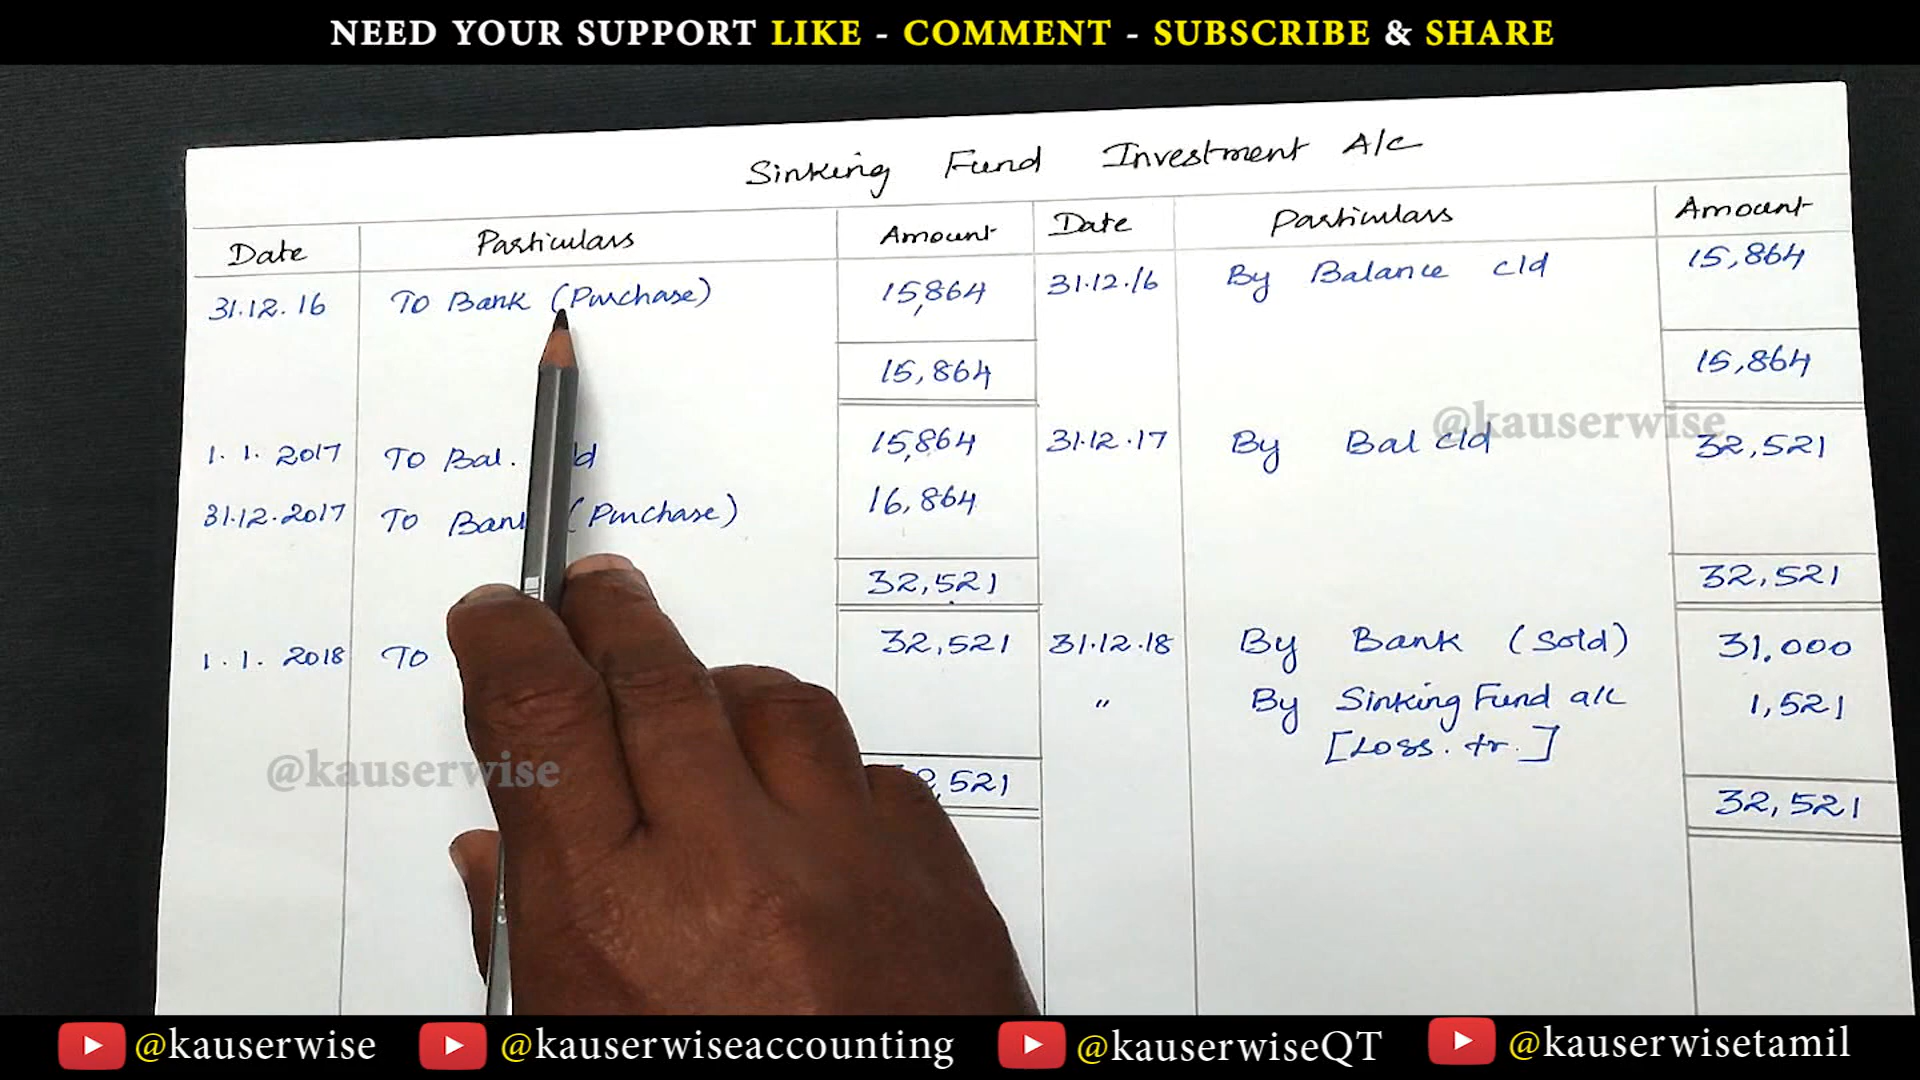 NEED YOUR SUPPORT LIKE - COMMENT - SUBSCRIBE & SHARE
Sinking Fund Investment A/c
Date Particulars Amount Date Particulars Amount
31.12.16 To Bank (Purchase) 15,864 31.12.16 By Balance c/d 15,864
15,864 15,864
@kauserwise
1.1.2017 To Bal. 15,864 31.12.17 By Bal c/d 32,521
31.12.2017 To Bank (Purchase) 16,864
32,521 32,521
1.1.2018 To 32,521 31.12.18 By Bank (Sold) 31,000
" By Sinking Fund a/c 1,521
[Loss. tr.]
@kauserwise
,521 32,521
@kauserwise @kauserwiseaccounting @kauserwiseQT @kauserwisetamil